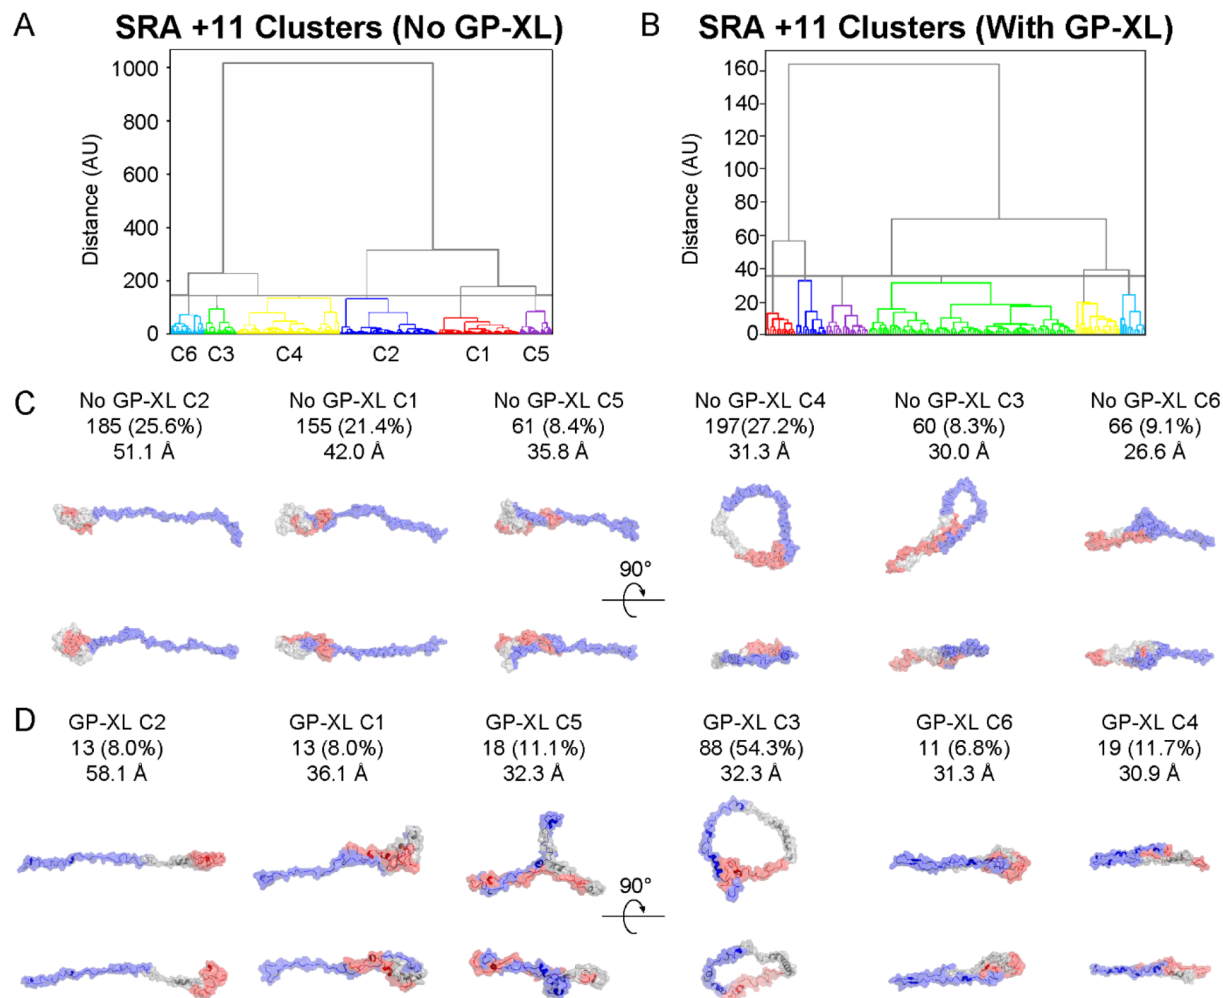 A
SRA +11 Clusters (No GP-XL)
Distance (AU)
1000
800
600
400
200
0
C6 C3 C4 C2 C1 C5
B
SRA +11 Clusters (With GP-XL)
Distance (AU)
160
140
120
100
80
60
40
20
0
C
No GP-XL C2
185 (25.6%)
51.1 Å
No GP-XL C1
155 (21.4%)
42.0 Å
No GP-XL C5
61 (8.4%)
35.8 Å
No GP-XL C4
197(27.2%)
31.3 Å
No GP-XL C3
60 (8.3%)
30.0 Å
No GP-XL C6
66 (9.1%)
26.6 Å
90°
D
GP-XL C2
13 (8.0%)
58.1 Å
GP-XL C1
13 (8.0%)
36.1 Å
GP-XL C5
18 (11.1%)
32.3 Å
GP-XL C3
88 (54.3%)
32.3 Å
GP-XL C6
11 (6.8%)
31.3 Å
GP-XL C4
19 (11.7%)
30.9 Å
90°